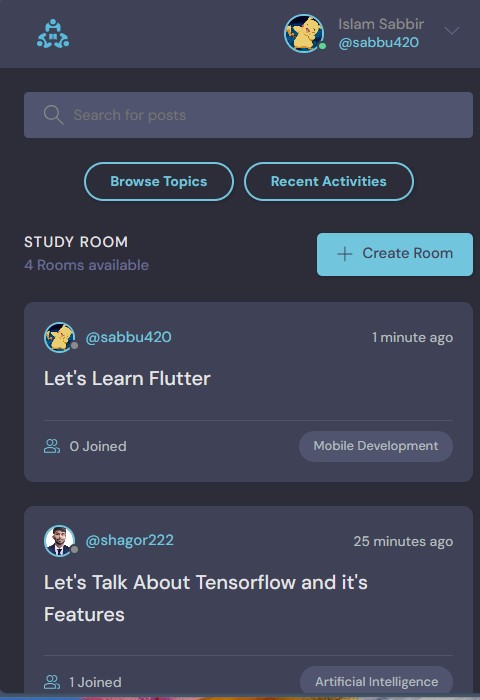 Islam Sabbir
@sabbu420
Search for posts
Browse Topics
Recent Activities
STUDY ROOM
4 Rooms available
Create Room
@sabbu420
1 minute ago
Let's Learn Flutter
0 Joined
Mobile Development
@shagor222
25 minutes ago
Let's Talk About Tensorflow and it's
Features
1 Joined
Artificial Intelligence